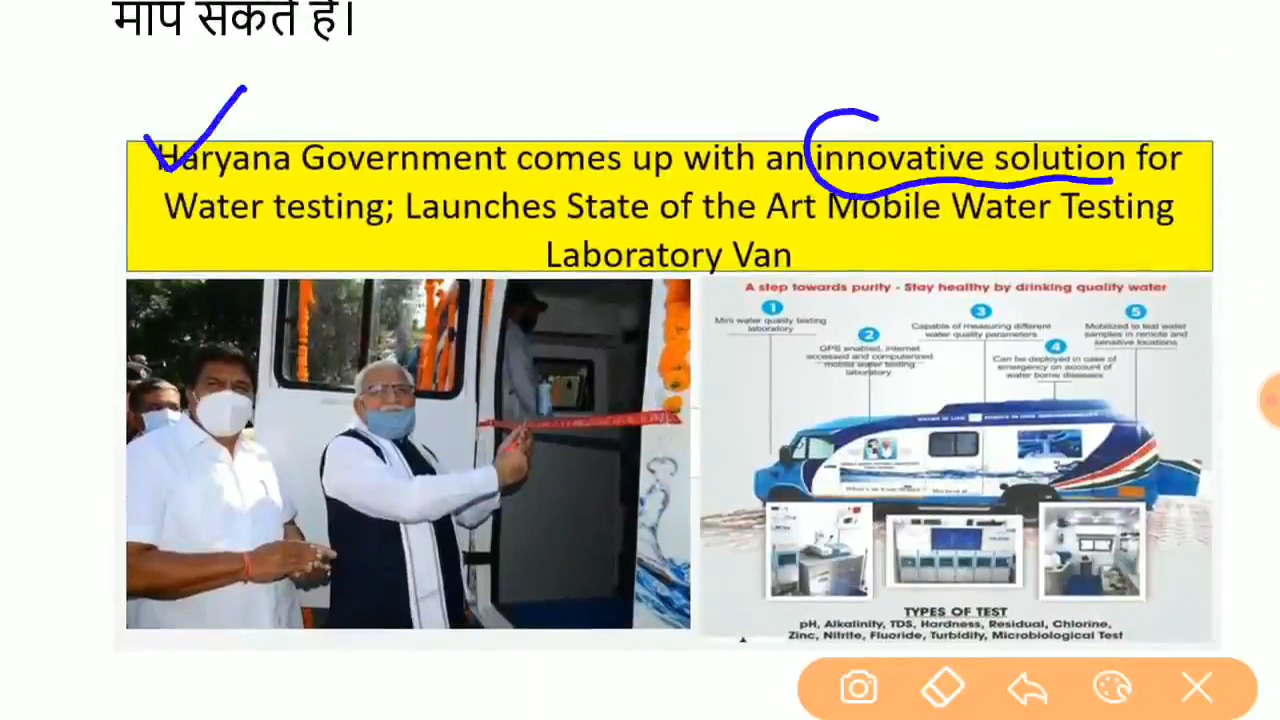 माप सकते हैं।
Haryana Government comes up with an innovative solution for
Water testing; Launches State of the Art Mobile Water Testing
Laboratory Van
A step towards purity - Stay healthy by drinking quality water
1
Mini water quality testing
laboratory
2
GPS enabled, internet
accessed and computerized
mobile water testing
laboratory
3
Capable of measuring different
water quality parameters
4
Can be deployed in case of
emergency on account of
water borne diseases
5
Mobilized to test water
samples in remote and
sensitive locations
TYPES OF TEST
pH, Alkalinity, TDS, Hardness, Residual, Chlorine,
Zinc, Nitrite, Fluoride, Turbidity, Microbiological Test